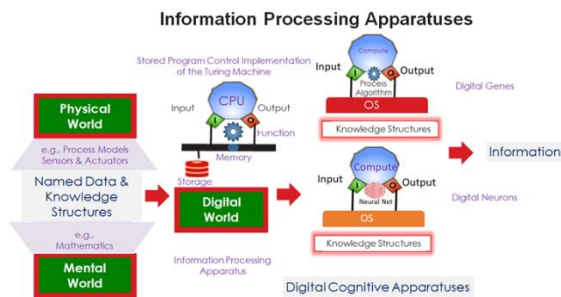 Information Processing Apparatuses
Stored Program Control Implementation
of the Turing Machine
Physical
World
e.g., Process Models
Sensors & Actuators
Named Data &
Knowledge
Structures
e.g.,
Mathematics
Mental
World
Input
CPU
Output
I
O
Function
Memory
Storage
Digital
World
Information Processing
Apparatus
Compute
Input
Output
I
O
Process
Algorithm
OS
Knowledge Structures
Digital Genes
Compute
Input
Output
I
O
Neural Net
OS
Knowledge Structures
Digital Neurons
Information
Digital Cognitive Apparatuses